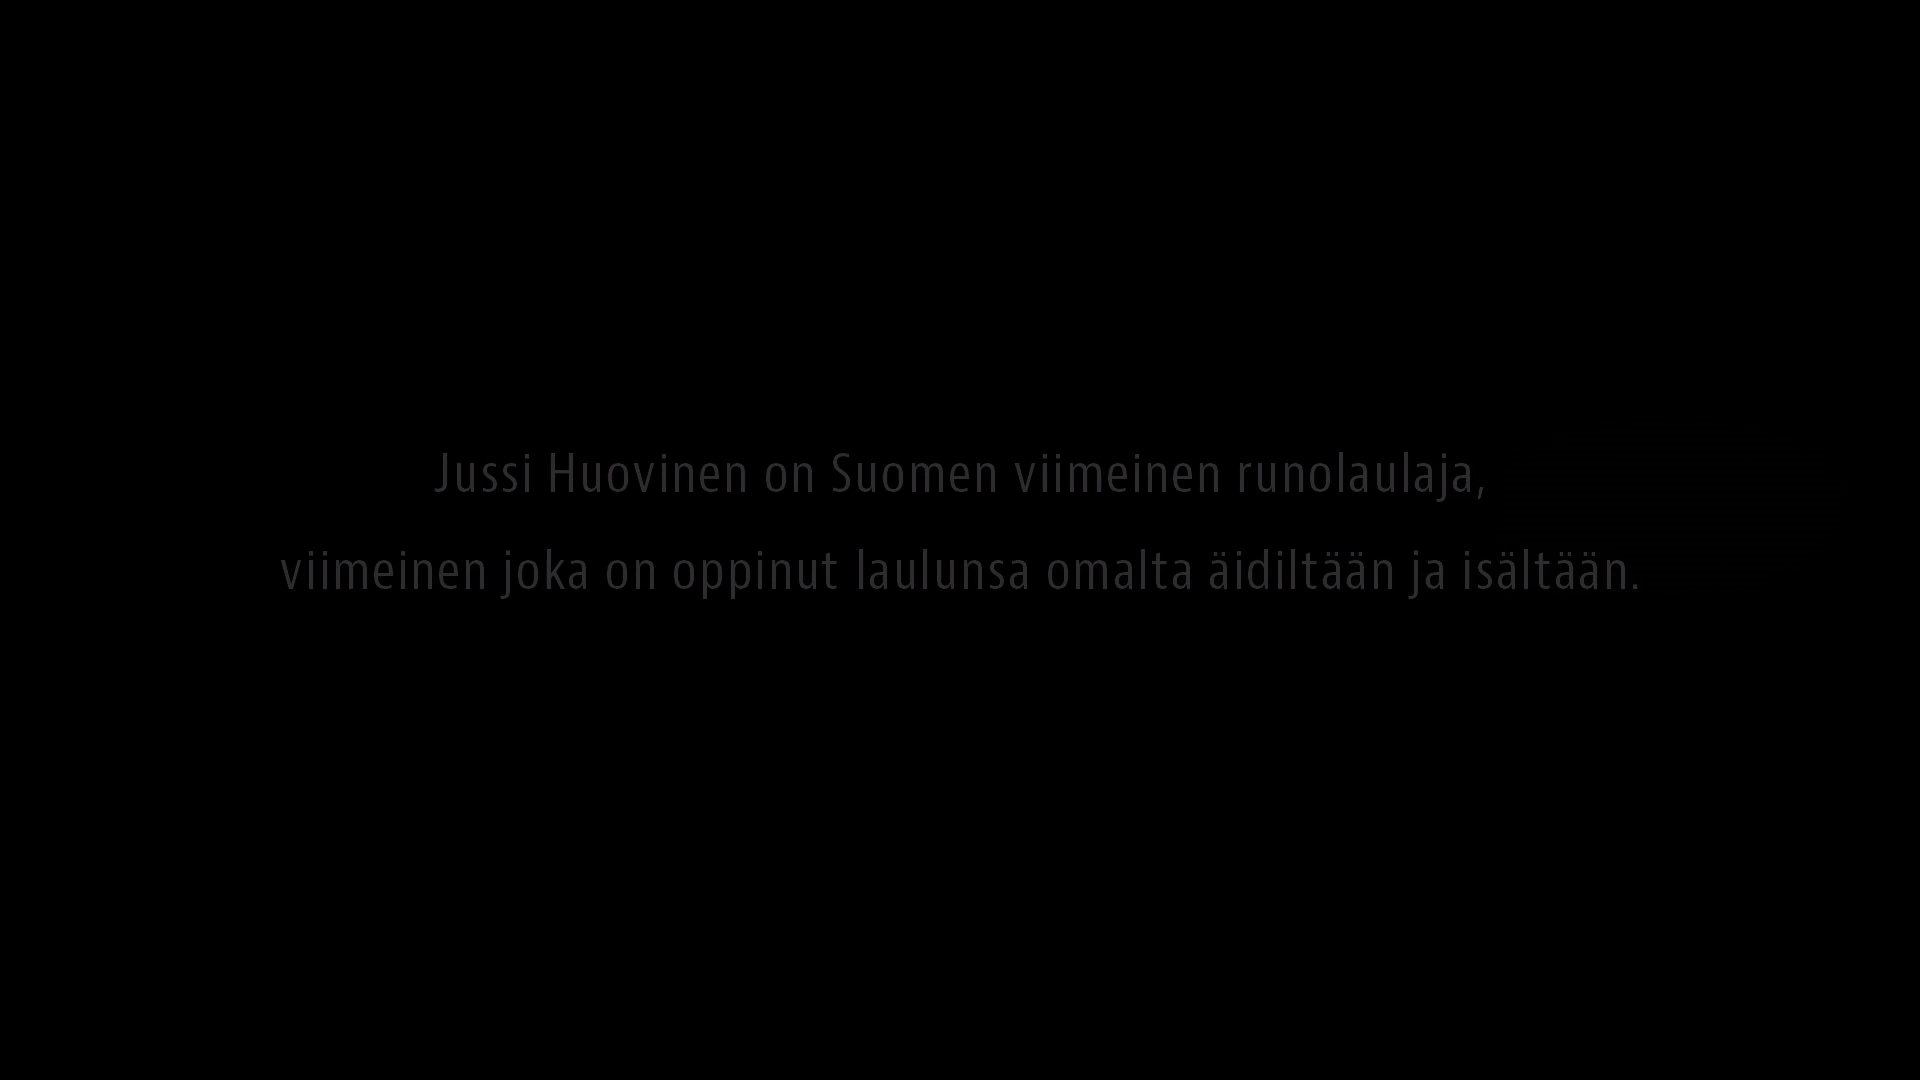 Jussi Huovinen on Suomen viimeinen runolaulaja,
viimeinen joka on oppinut laulunsa omalta äidiltään ja isältään.